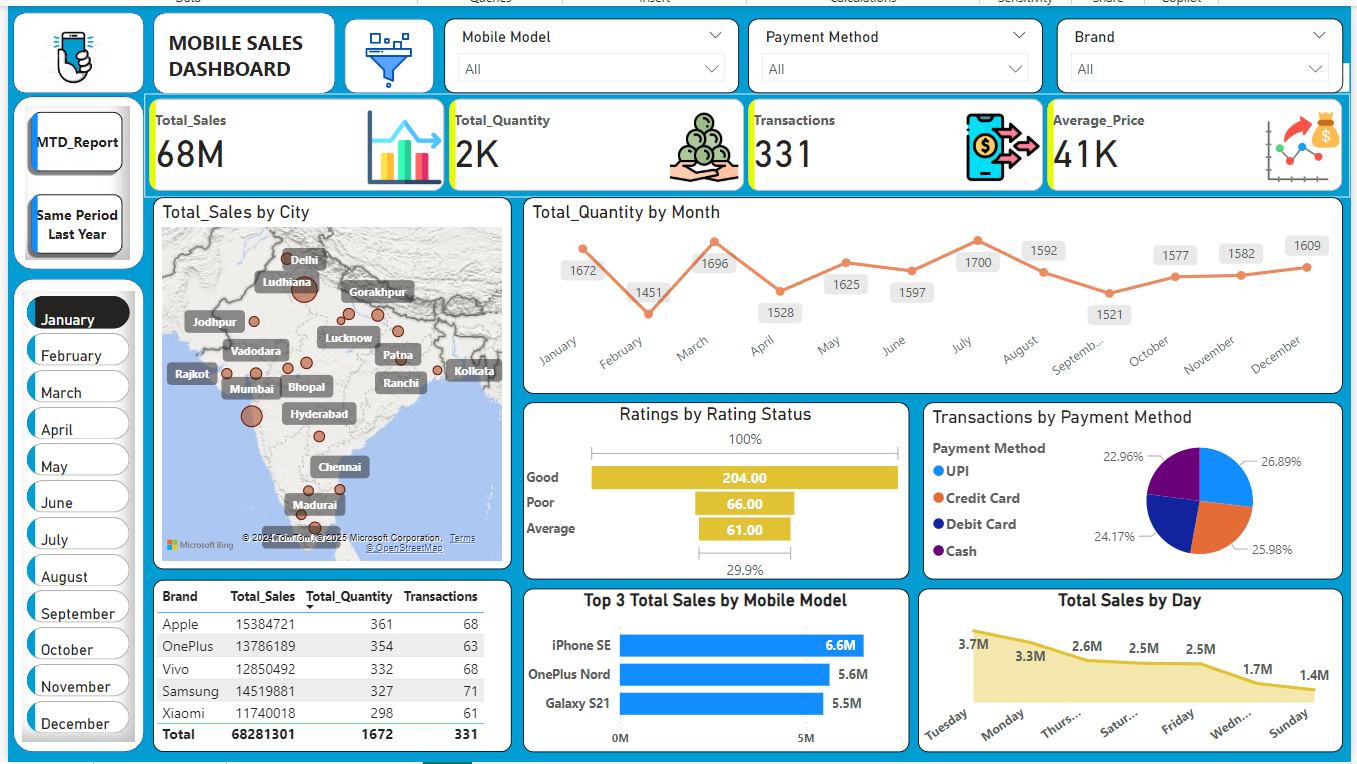 Data
Queries
Insert
Calculations
Sensitivity
Share
Copilot
MOBILE SALES
DASHBOARD
Mobile Model
All
Payment Method
All
Brand
All
MTD_Report
Same Period
Last Year
Total_Sales
68M
Total_Quantity
2K
Transactions
331
Average_Price
41K
January
February
March
April
May
June
July
August
September
October
November
December
Total_Sales by City
Delhi
Ludhiana
Gorakhpur
Jodhpur
Lucknow
Vadodara
Patna
Rajkot
Mumbai
Bhopal
Ranchi
Kolkata
Hyderabad
Chennai
Madurai
Microsoft Bing
© 2024 TomTom, © 2025 Microsoft Corporation, Terms
© OpenStreetMap
Total_Quantity by Month
1672
1451
1696
1528
1625
1597
1700
1592
1521
1577
1582
1609
January
February
March
April
May
June
July
August
Septemb...
October
November
December
Ratings by Rating Status
100%
Good 204.00
Poor 66.00
Average 61.00
29.9%
Transactions by Payment Method
Payment Method
UPI
Credit Card
Debit Card
Cash
22.96%
26.89%
24.17%
25.98%
Brand Total_Sales Total_Quantity Transactions
Apple 15384721 361 68
OnePlus 13786189 354 63
Vivo 12850492 332 68
Samsung 14519881 327 71
Xiaomi 11740018 298 61
Total 68281301 1672 331
Top 3 Total Sales by Mobile Model
iPhone SE 6.6M
OnePlus Nord 5.6M
Galaxy S21 5.5M
0M 5M
Total Sales by Day
3.7M
3.3M
2.6M
2.5M
2.5M
1.7M
1.4M
Tuesday
Monday
Thurs...
Satur...
Friday
Wedn...
Sunday